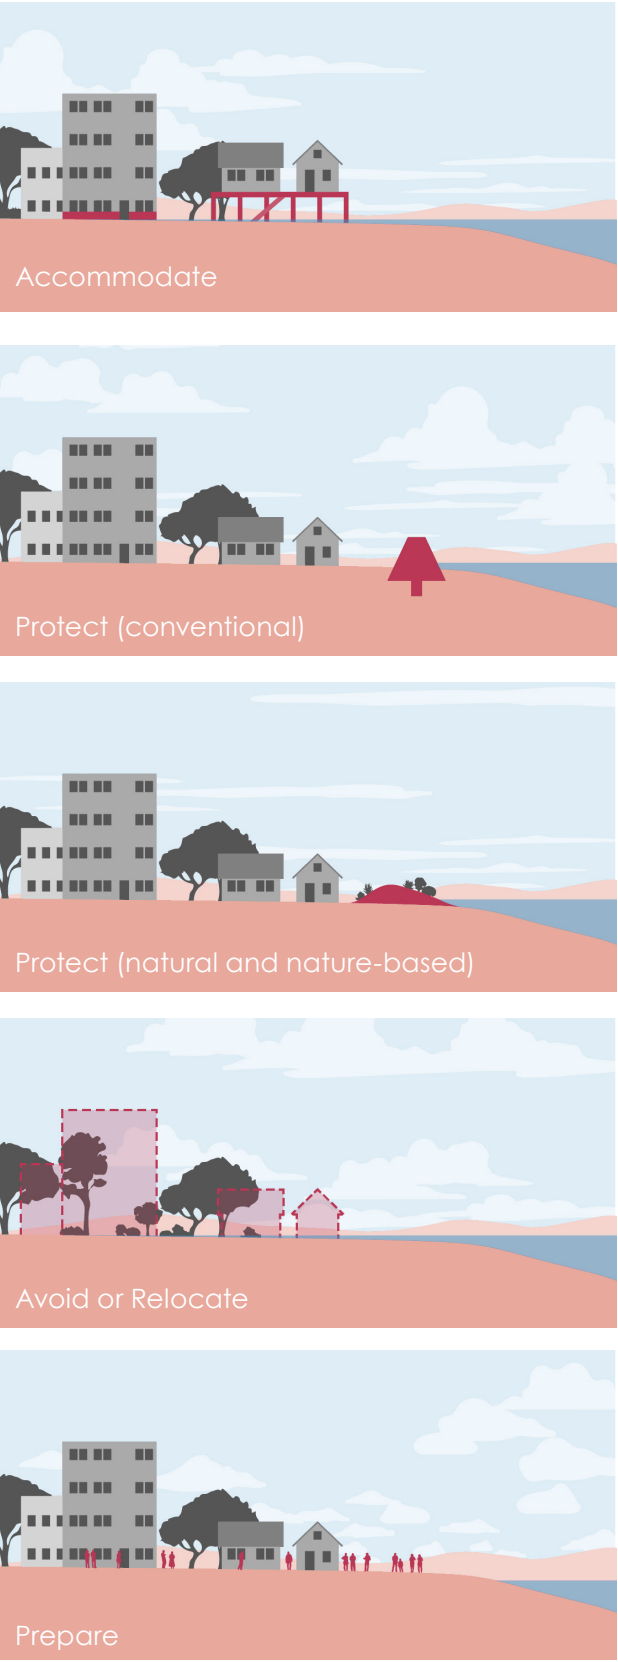 Accommodate
Protect (conventional)
Protect (natural and nature-based)
Avoid or Relocate
Prepare